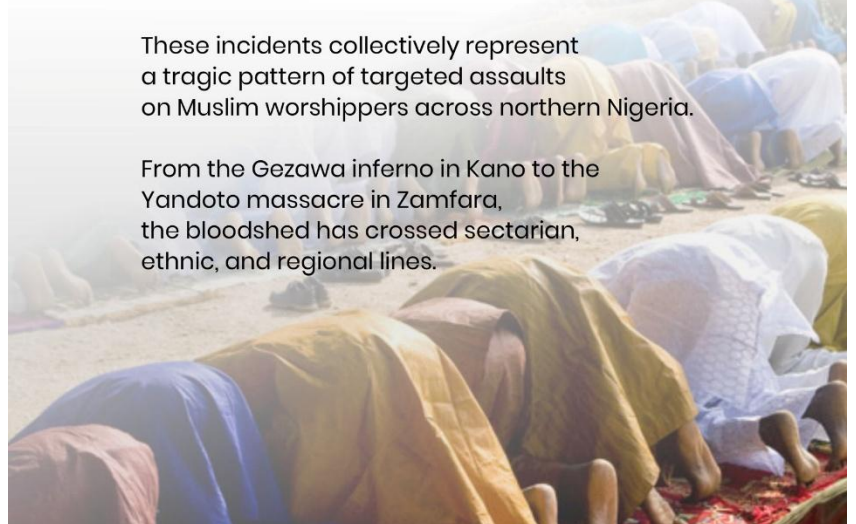 These incidents collectively represent
a tragic pattern of targeted assaults
on Muslim worshippers across northern Nigeria.
From the Gezawa inferno in Kano to the
Yandoto massacre in Zamfara,
the bloodshed has crossed sectarian,
ethnic, and regional lines.